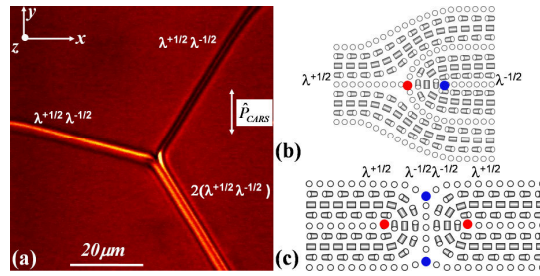 y
x
z
λ+1/2 λ-1/2
λ+1/2 λ-1/2
P̂CARS
2(λ+1/2 λ-1/2)
20μm
(a)
λ+1/2
λ-1/2
(b)
λ+1/2
λ-1/2 λ-1/2
λ+1/2
(c)